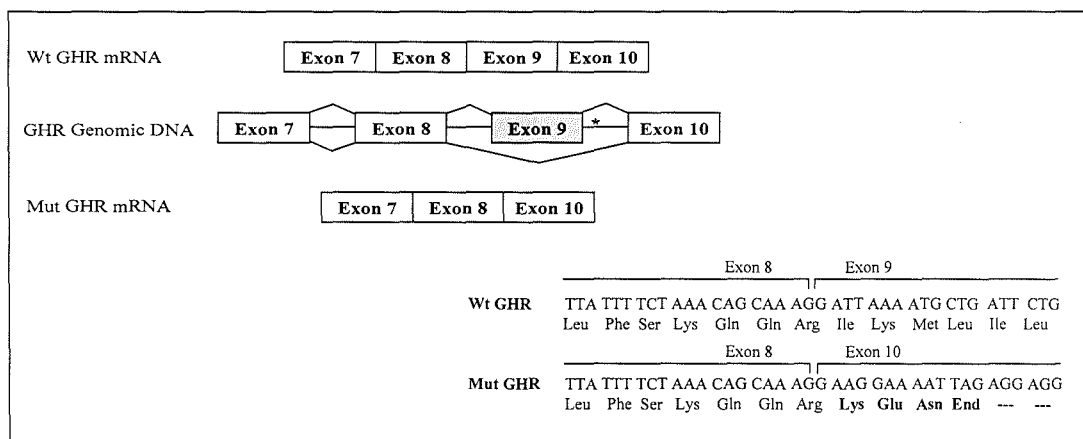 Wt GHR mRNA
Exon 7 Exon 8 Exon 9 Exon 10
GHR Genomic DNA
Exon 7 Exon 8 Exon 9 * Exon 10
Mut GHR mRNA
Exon 7 Exon 8 Exon 10
Exon 8 Exon 9
Wt GHR TTA TTT TCT AAA CAG CAA AGG ATT AAA ATG CTG ATT CTG
Leu Phe Ser Lys Gln Gln Arg Ile Lys Met Leu Ile Leu
Exon 8 Exon 10
Mut GHR TTA TTT TCT AAA CAG CAA AGG AAG GAA AAT TAG AGG AGG
Leu Phe Ser Lys Gln Gln Arg Lys Glu Asn End --- ---